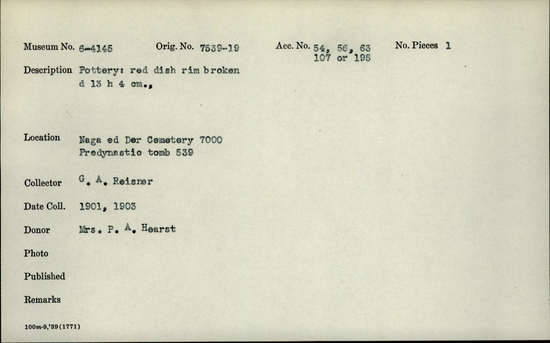 Museum No. 6-4145 Orig. No. 7539-19 Acc. No. 54, 56, 63 No. Pieces 1
107 or 195
Description Pottery: red dish rim broken
d 13 h 4 cm.,
Location Naga ed Der Cemetery 7000
Predynastic tomb 539
Collector G. A. Reisner
Date Coll. 1901, 1903
Donor Mrs. P. A. Hearst
Photo
Published
Remarks
100m-9,'39(1771)